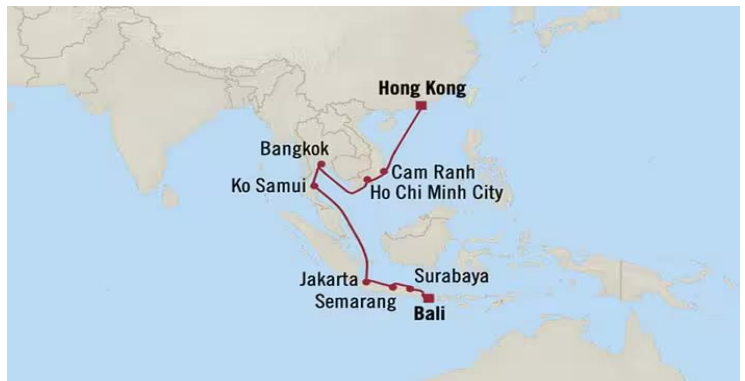 Hong Kong
Bangkok
Cam Ranh
Ko Samui
Ho Chi Minh City
Jakarta
Surabaya
Semarang
Bali